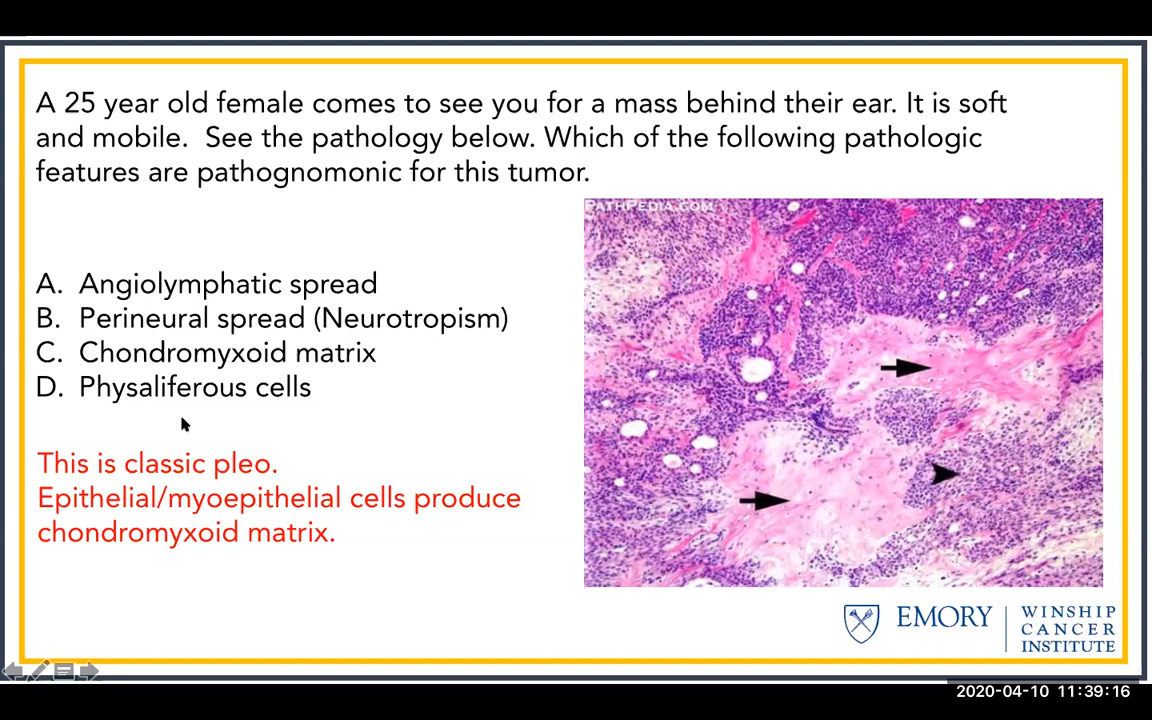 A 25 year old female comes to see you for a mass behind their ear. It is soft
and mobile.  See the pathology below. Which of the following pathologic
features are pathognomonic for this tumor.
PATHPEDIA.COM
A. Angiolymphatic spread
B. Perineural spread (Neurotropism)
C. Chondromyxoid matrix
D. Physaliferous cells
This is classic pleo.
Epithelial/myoepithelial cells produce
chondromyxoid matrix.
EMORY
WINSHIP
CANCER
INSTITUTE
2020-04-10 11:39:16